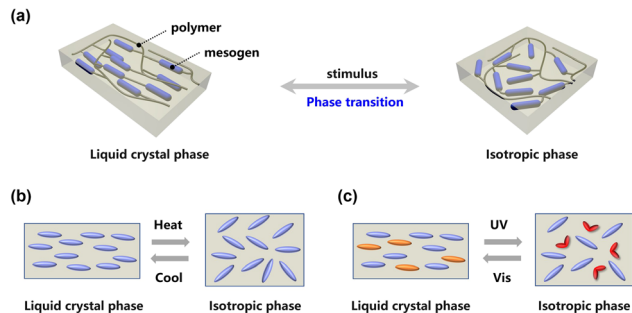 (a)
polymer
mesogen
stimulus
Phase transition
Liquid crystal phase
Isotropic phase
(b)
Heat
Cool
Liquid crystal phase
Isotropic phase
(c)
UV
Vis
Liquid crystal phase
Isotropic phase